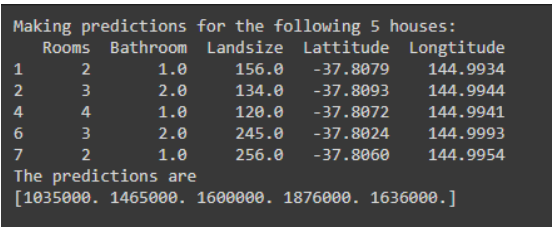 Making predictions for the following 5 houses:
Rooms Bathroom Landsize Lattitude Longtitude
1 2 1.0 156.0 -37.8079 144.9934
2 3 2.0 134.0 -37.8093 144.9944
4 4 1.0 120.0 -37.8072 144.9941
6 3 2.0 245.0 -37.8024 144.9993
7 2 1.0 256.0 -37.8060 144.9954
The predictions are
[1035000. 1465000. 1600000. 1876000. 1636000.]